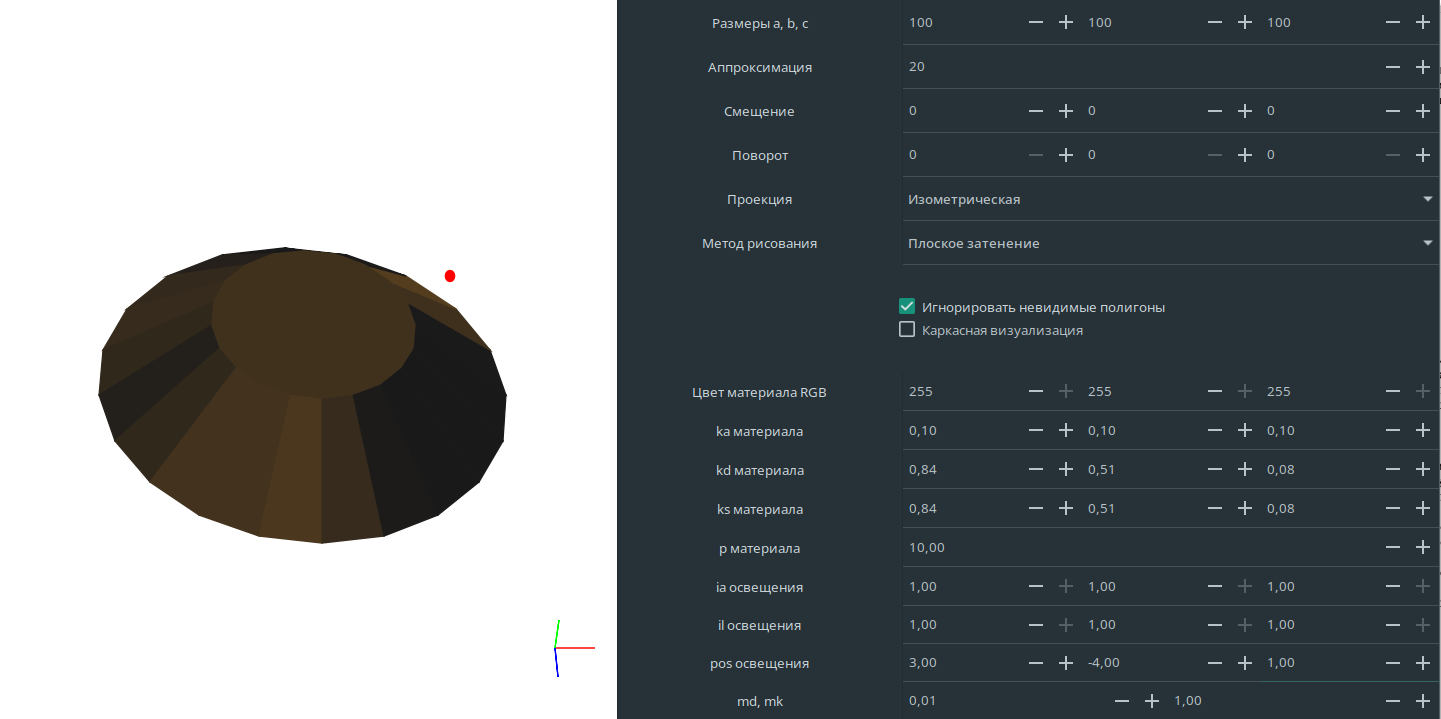 Размеры a, b, c 100 100 100
Аппроксимация 20
Смещение 0 0 0
Поворот 0 0 0
Проекция Изометрическая
Метод рисования Плоское затенение
Игнорировать невидимые полигоны
Каркасная визуализация
Цвет материала RGB 255 255 255
ka материала 0,10 0,10 0,10
kd материала 0,84 0,51 0,08
ks материала 0,84 0,51 0,08
p материала 10,00
ia освещения 1,00 1,00 1,00
il освещения 1,00 1,00 1,00
pos освещения 3,00 -4,00 1,00
md, mk 0,01 1,00